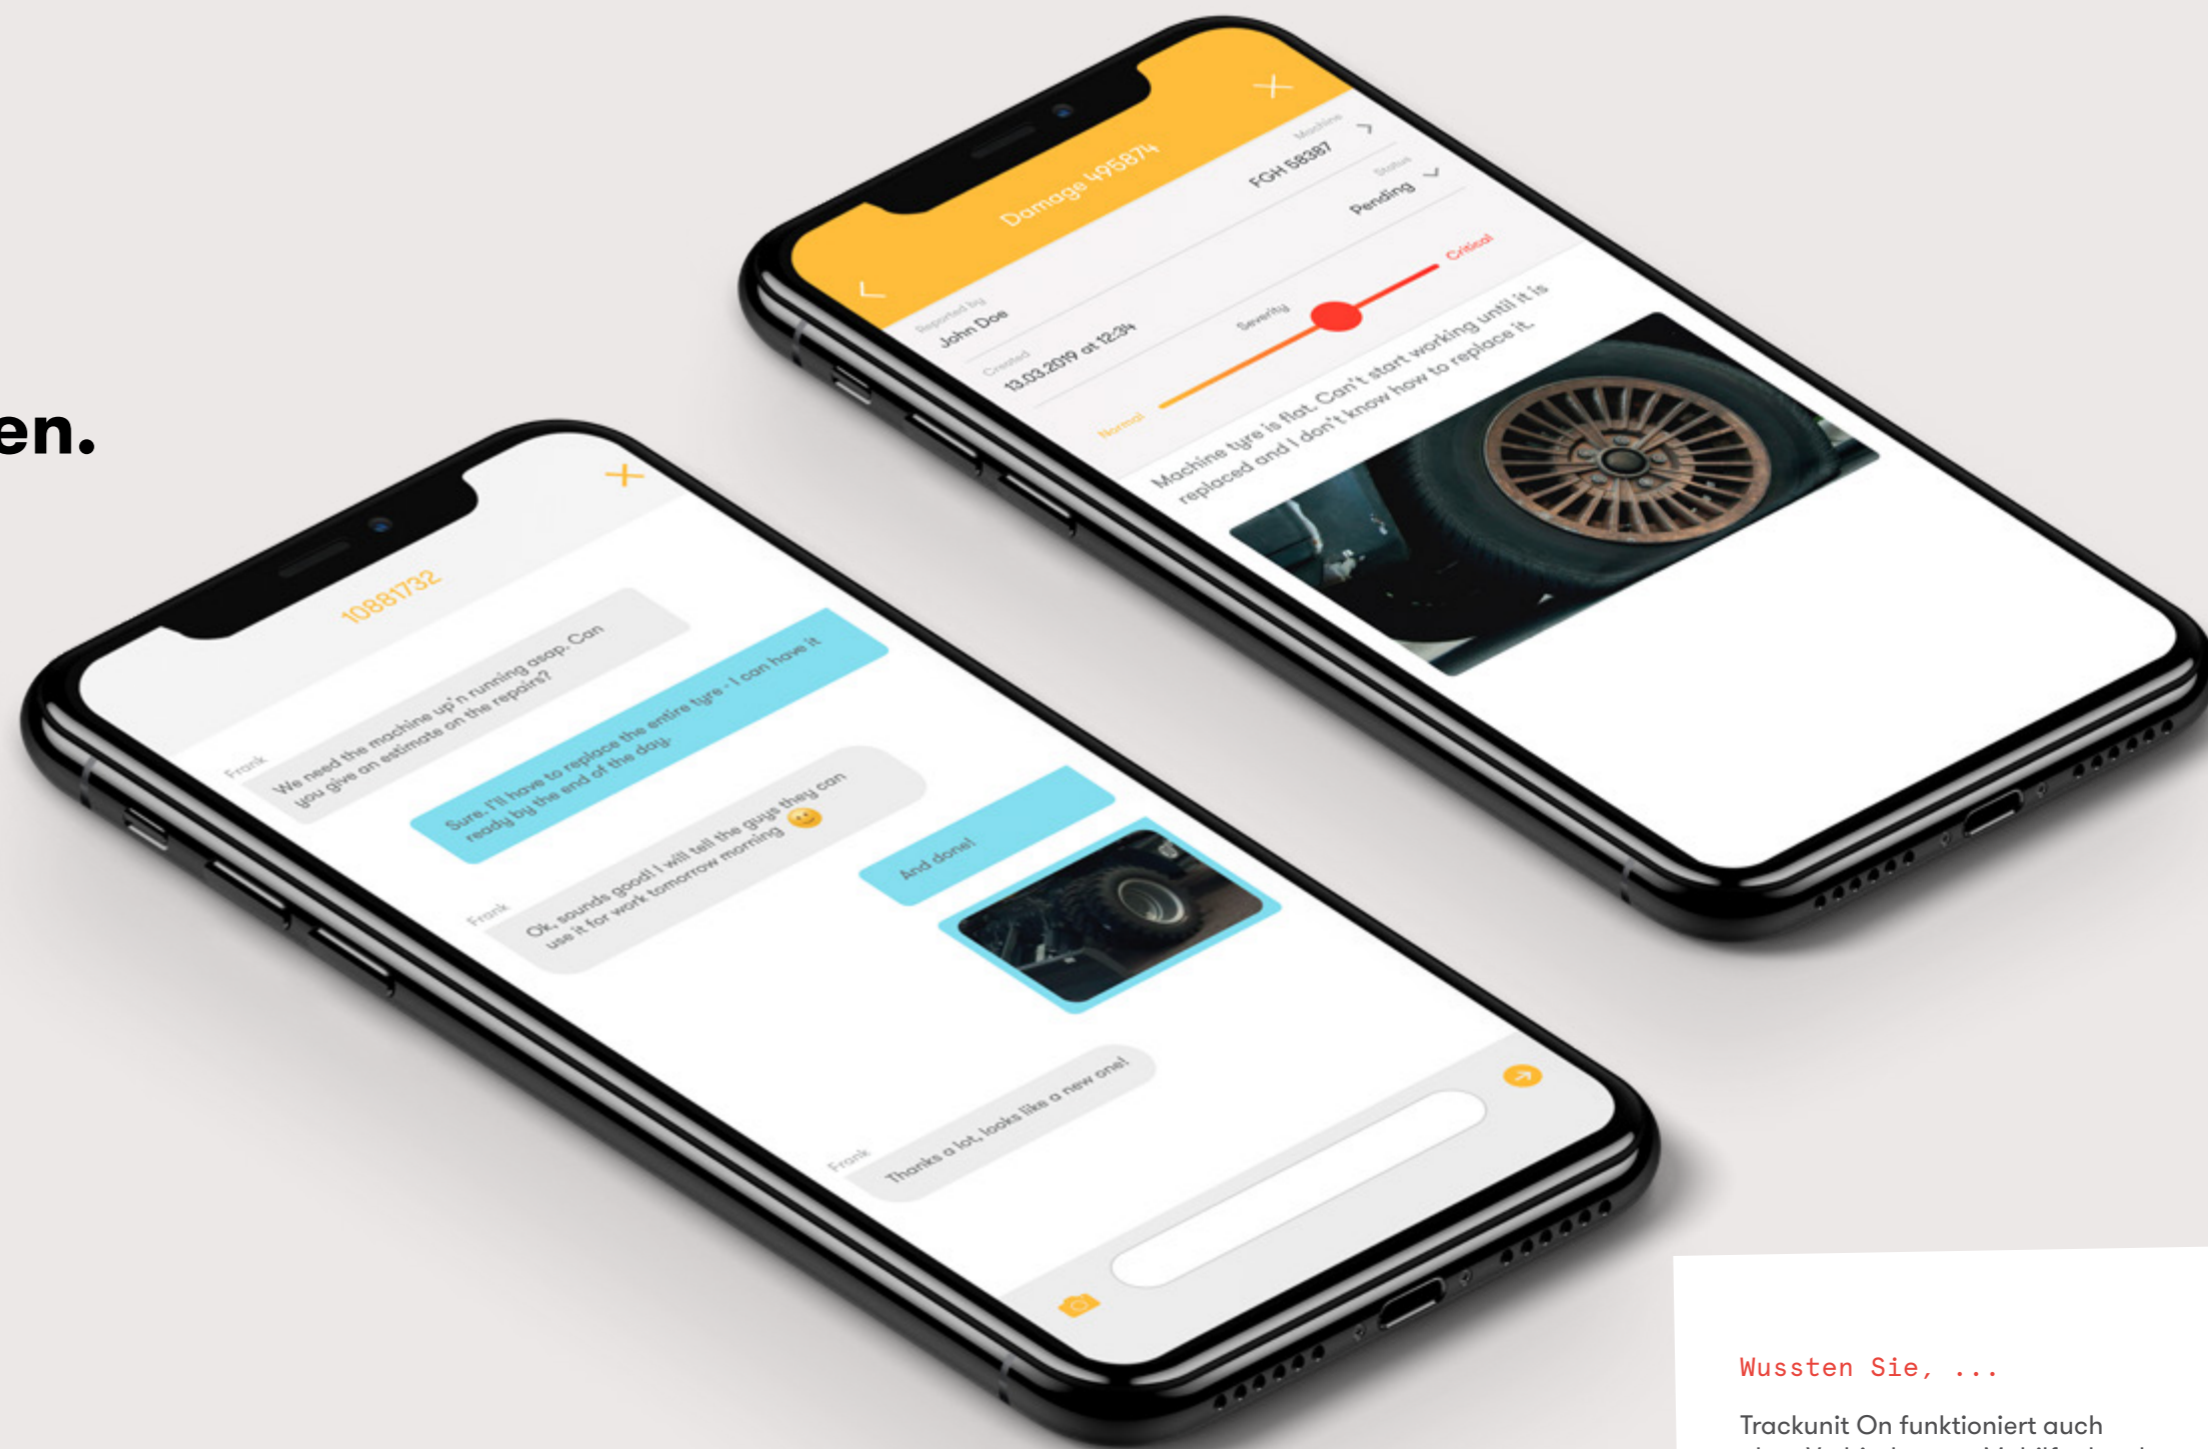 en.
Damage 495874
Reported by
John Doe
Machine
FGH 58387
Created
13.03.2019 at 12:34
Status
Pending
Severity
Normal
Critical
Machine tyre is flat. Can't start working until it is
replaced and I don't know how to replace it.
10881732
Frank
We need the machine up'n running asap. Can
you give an estimate on the repairs?
Sure. I'll have to replace the entire tyre - I can have it
ready by the end of the day.
Frank
Ok, sounds good! I will tell the guys they can
use it for work tomorrow morning 🙂
And done!
Frank
Thanks a lot, looks like a new one!
Wussten Sie, ...
Trackunit On funktioniert auch